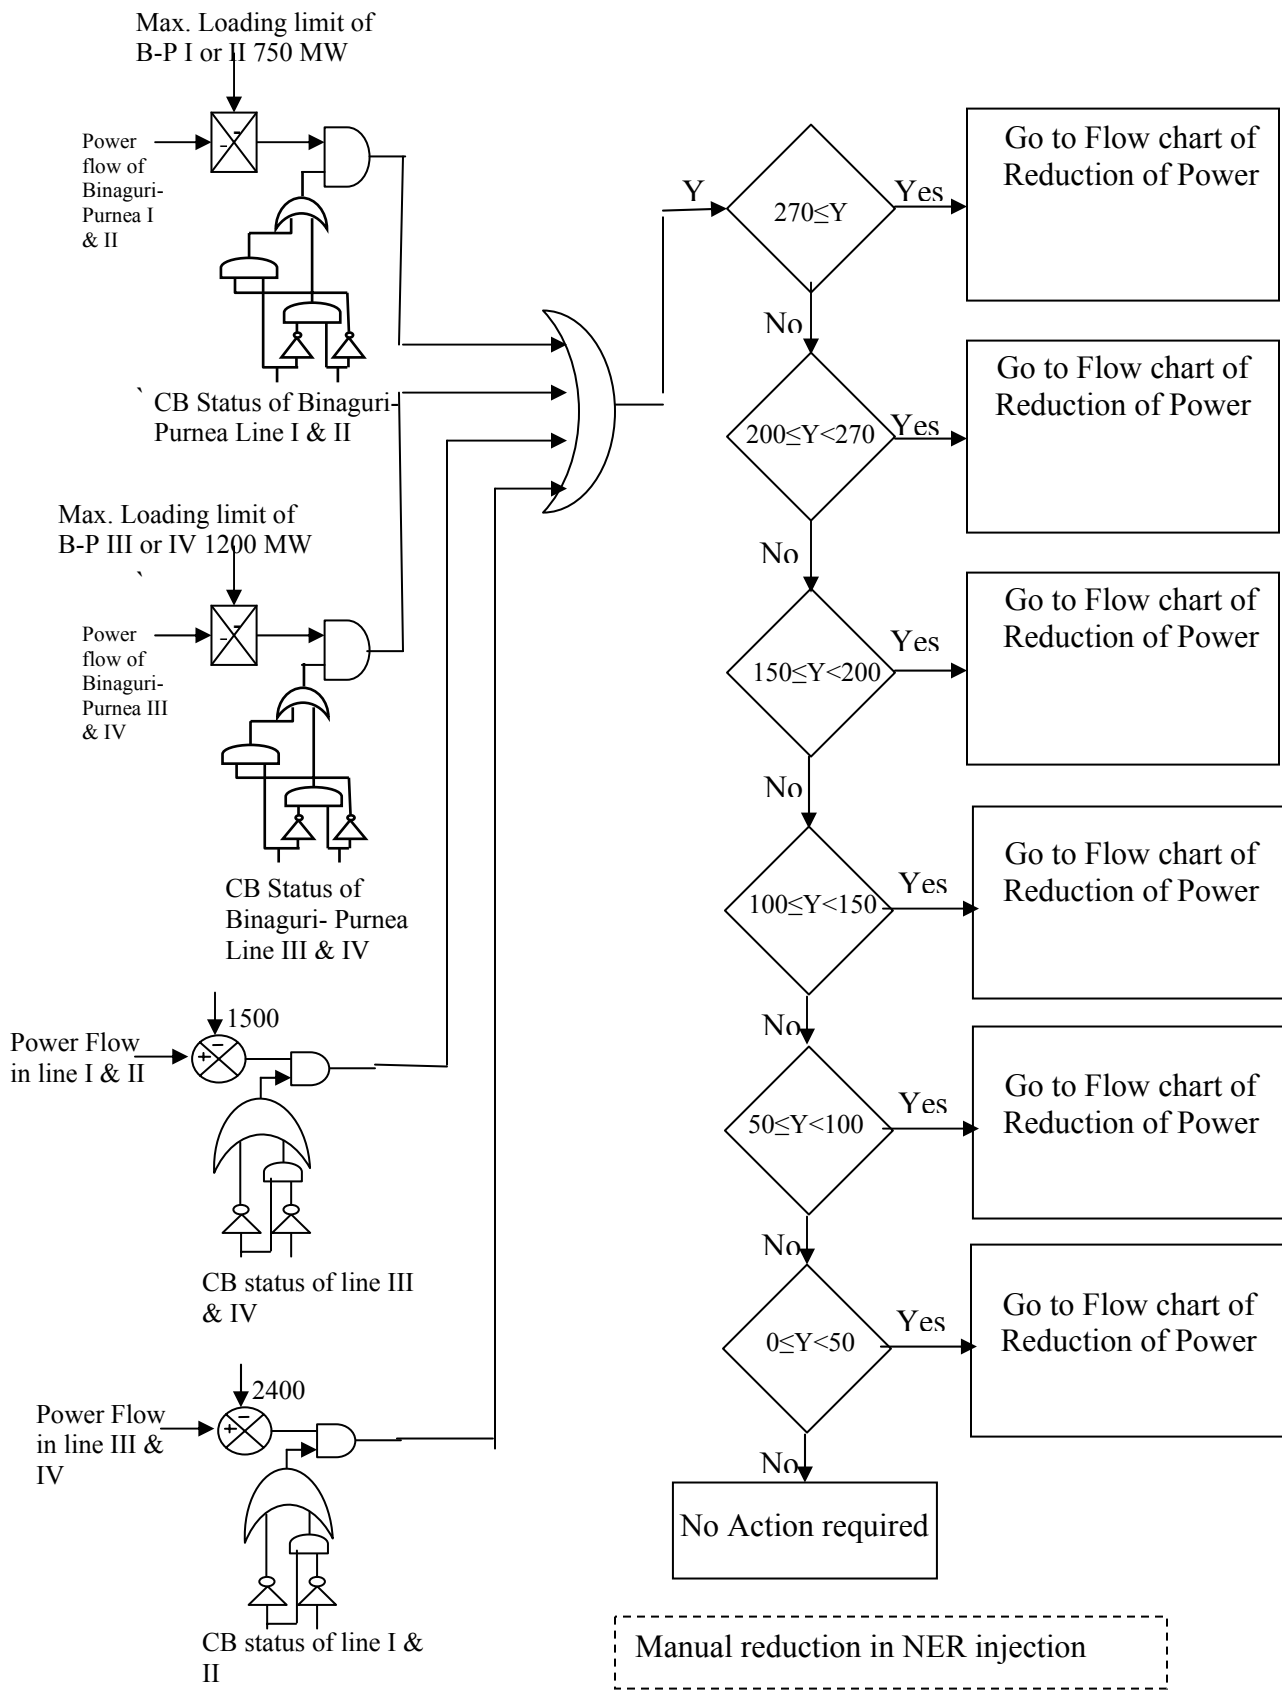 Max. Loading limit of
B-P I or II 750 MW
Power
flow of
Binaguri-
Purnea I
& II
` CB Status of Binaguri-
Purnea Line I & II
Max. Loading limit of
B-P III or IV 1200 MW
`
Power
flow of
Binaguri-
Purnea III
& IV
CB Status of
Binaguri- Purnea
Line III & IV
1500
Power Flow
in line I & II
CB status of line III
& IV
2400
Power Flow
in line III &
IV
CB status of line I &
II
Y
270≤Y
Yes
Go to Flow chart of
Reduction of Power
No
200≤Y<270
Yes
Go to Flow chart of
Reduction of Power
No
150≤Y<200
Yes
Go to Flow chart of
Reduction of Power
No
100≤Y<150
Yes
Go to Flow chart of
Reduction of Power
No
50≤Y<100
Yes
Go to Flow chart of
Reduction of Power
No
0≤Y<50
Yes
Go to Flow chart of
Reduction of Power
No
No Action required
Manual reduction in NER injection